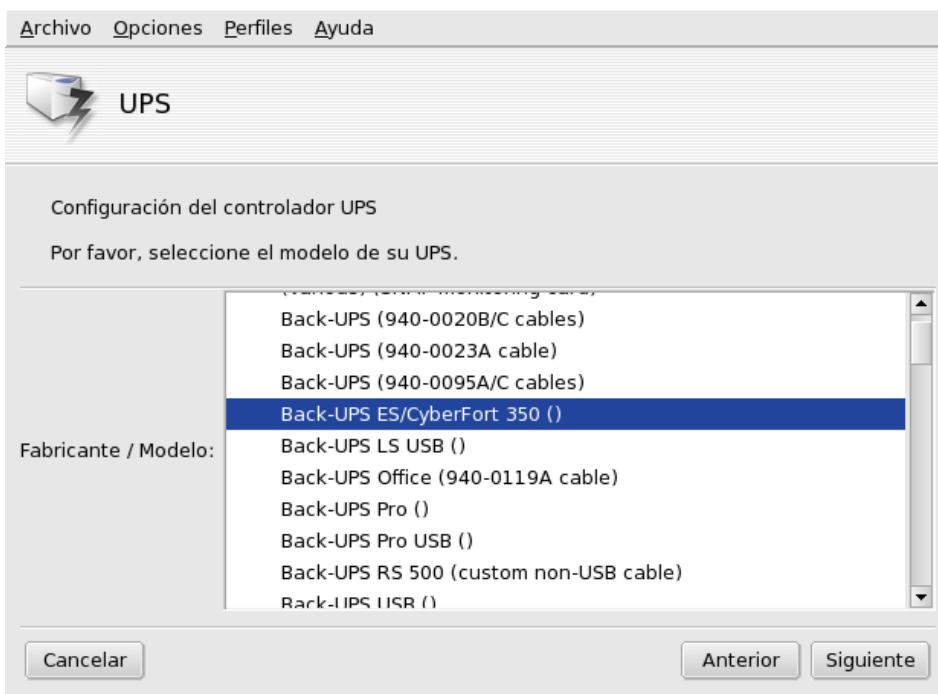 Archivo Opciones Perfiles Ayuda
UPS
Configuración del controlador UPS
Por favor, seleccione el modelo de su UPS.
Fabricante / Modelo:
Back-UPS (940-0020B/C cables)
Back-UPS (940-0023A cable)
Back-UPS (940-0095A/C cables)
Back-UPS ES/CyberFort 350 ()
Back-UPS LS USB ()
Back-UPS Office (940-0119A cable)
Back-UPS Pro ()
Back-UPS Pro USB ()
Back-UPS RS 500 (custom non-USB cable)
Back-UPS USB ()
Cancelar Anterior Siguiente